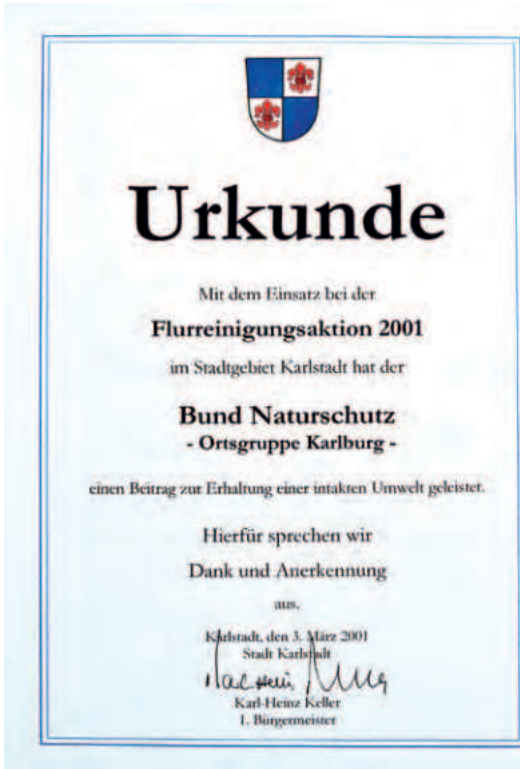 Urkunde
Mit dem Einsatz bei der
Flurreinigungsaktion 2001
im Stadtgebiet Karlstadt hat der
Bund Naturschutz
- Ortsgruppe Karlburg -
einen Beitrag zur Erhaltung einer intakten Umwelt geleistet.
Hierfür sprechen wir
Dank und Anerkennung
aus.
Karlstadt, den 3. März 2001
Stadt Karlstadt
Karl-Heinz Keller
1. Bürgermeister